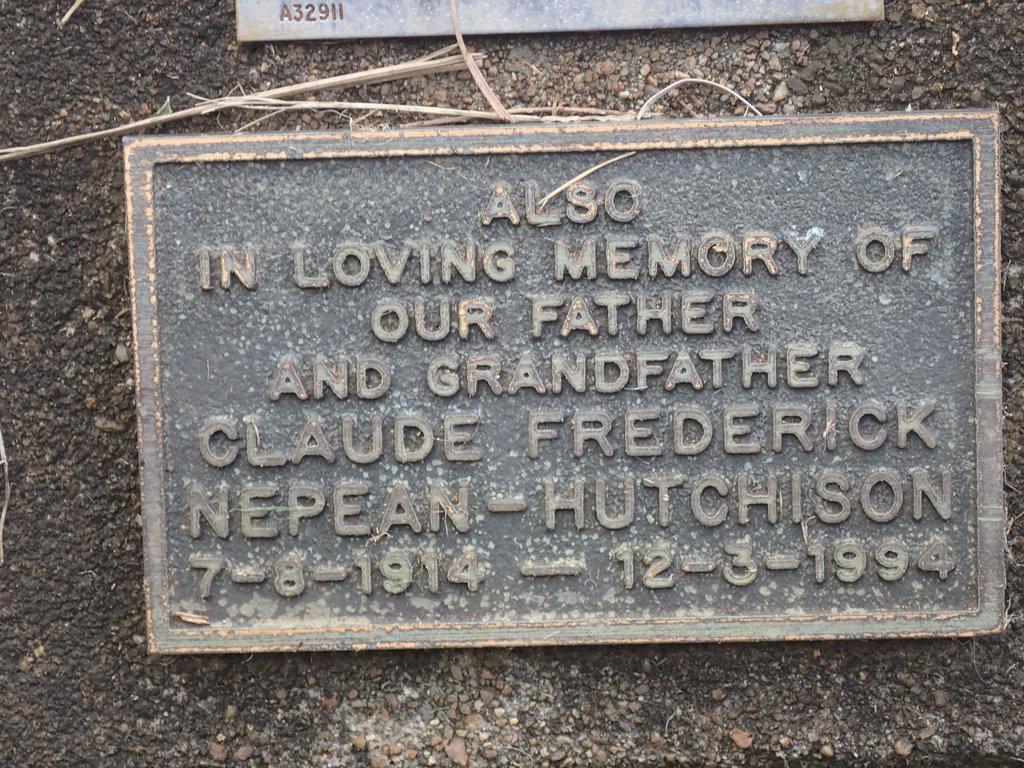 A32911
ALSO
IN LOVING MEMORY OF
OUR FATHER
AND GRANDFATHER
CLAUDE FREDERICK
NEPEAN-HUTCHISON
7-8-1914 — 12-3-1994